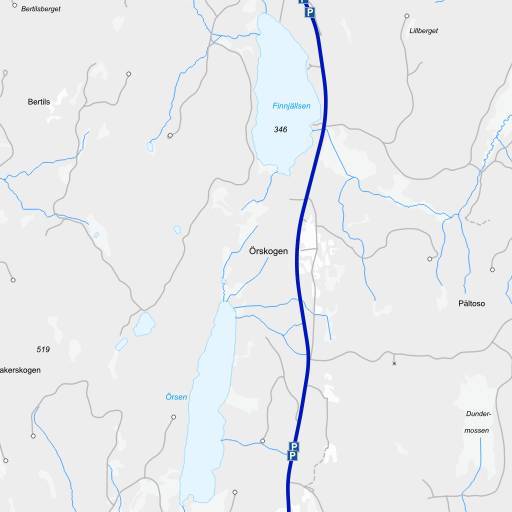 Bertilsberget
P
P
Lillberget
Bertils
Finnjällsen
346
Örskogen
Pältoso
519
akerskogen
Örsen
Dunder-
mossen
P
P